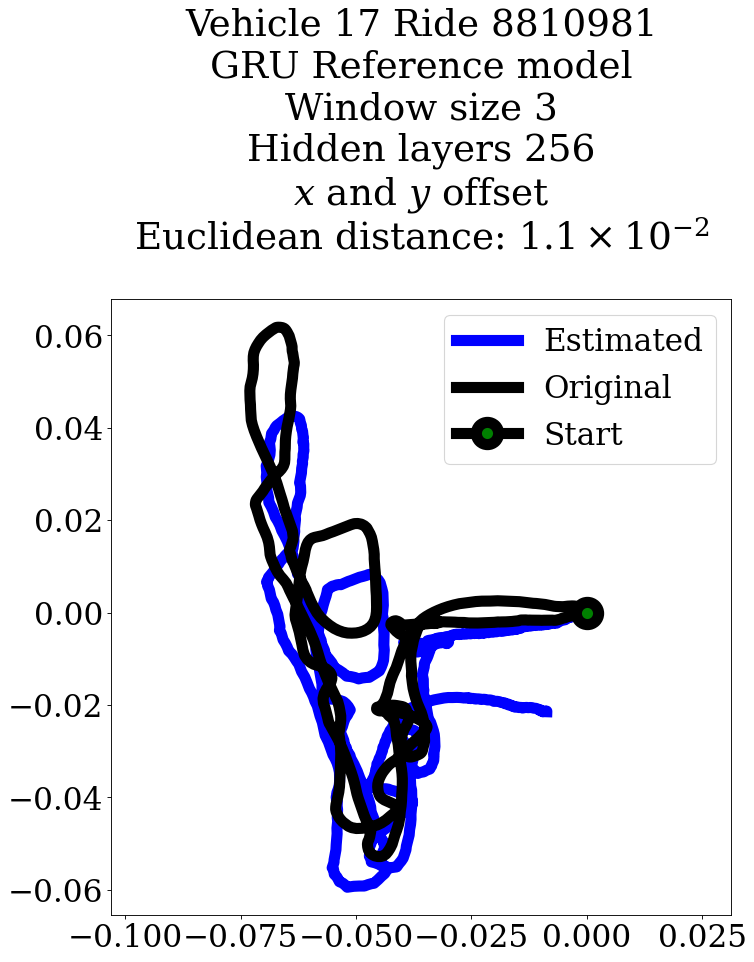 Vehicle 17 Ride 8810981
GRU Reference model
Window size 3
Hidden layers 256
x and y offset
Euclidean distance: 1.1 × 10⁻²
Estimated
Original
Start
0.06
0.04
0.02
0.00
−0.02
−0.04
−0.06
−0.100 −0.075 −0.050 −0.025 0.000 0.025